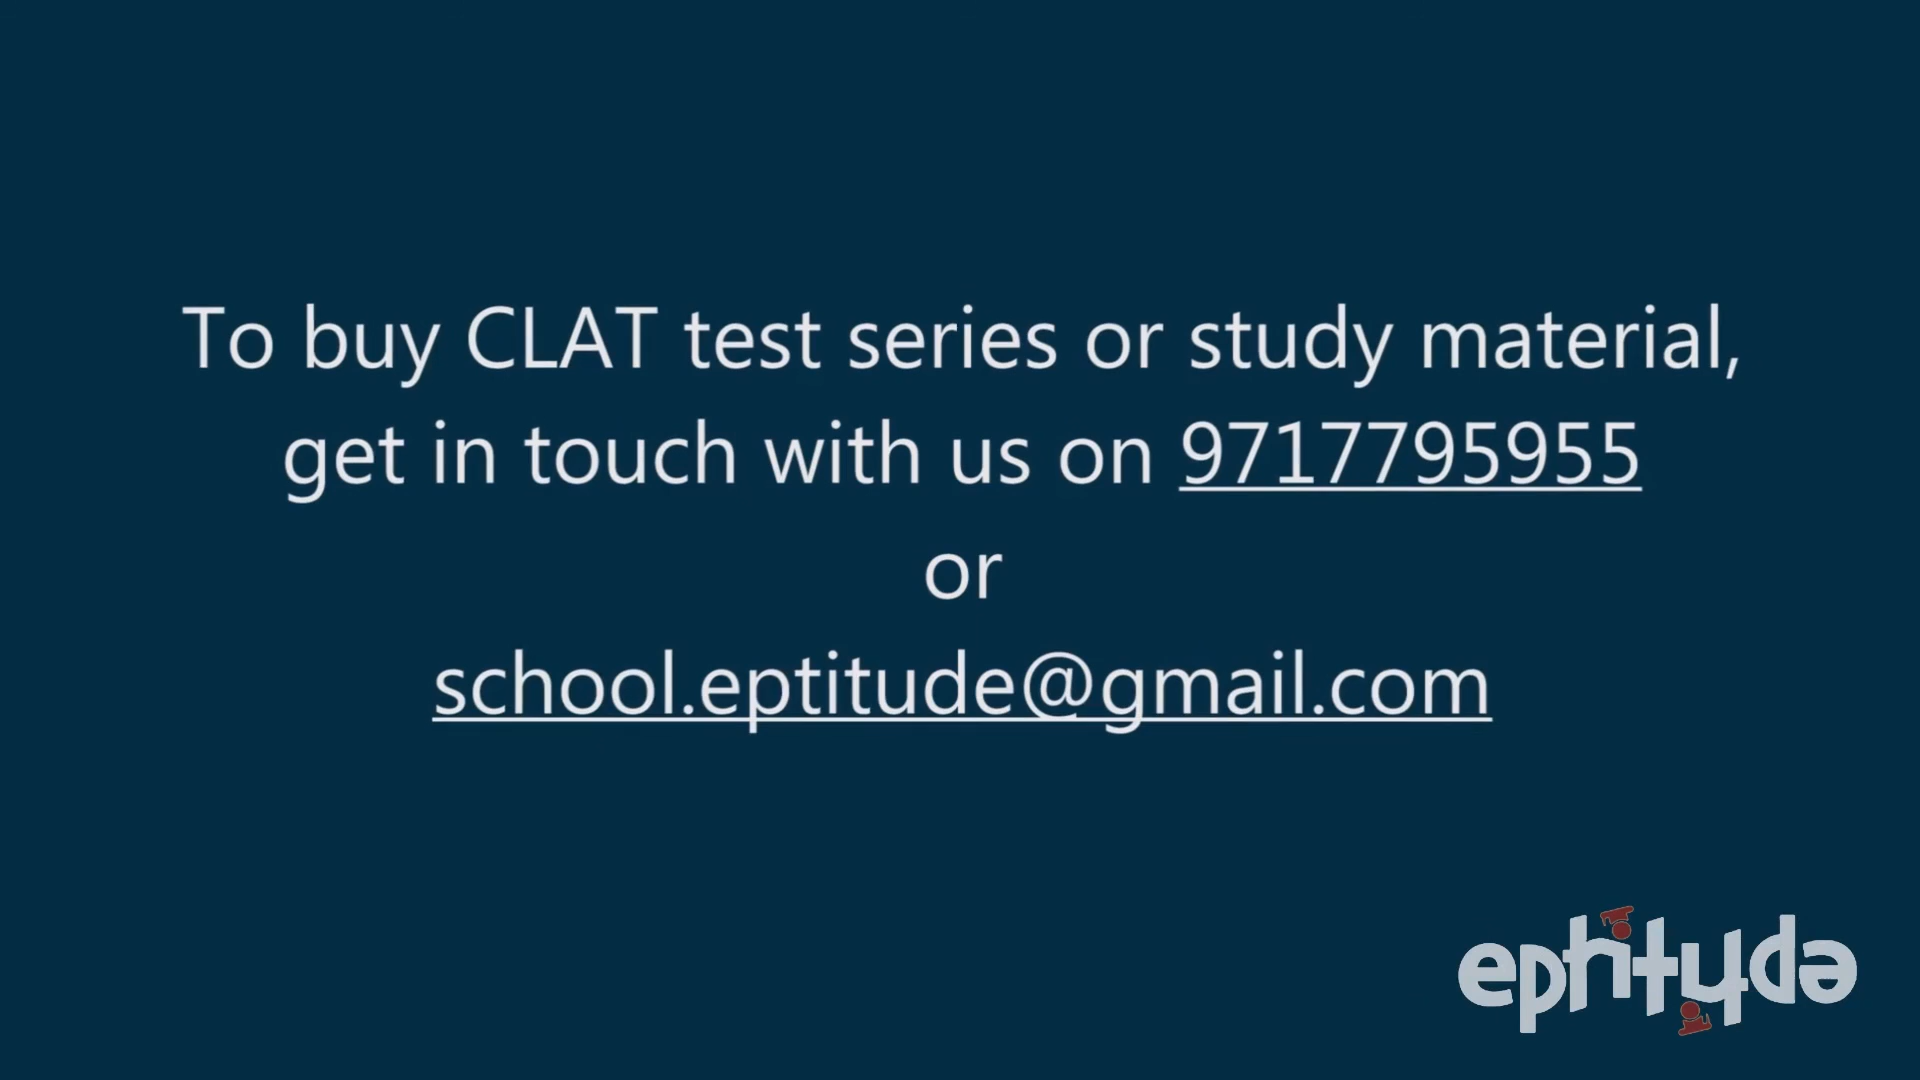 To buy CLAT test series or study material,
get in touch with us on 9717795955
or
school.eptitude@gmail.com
eptitude